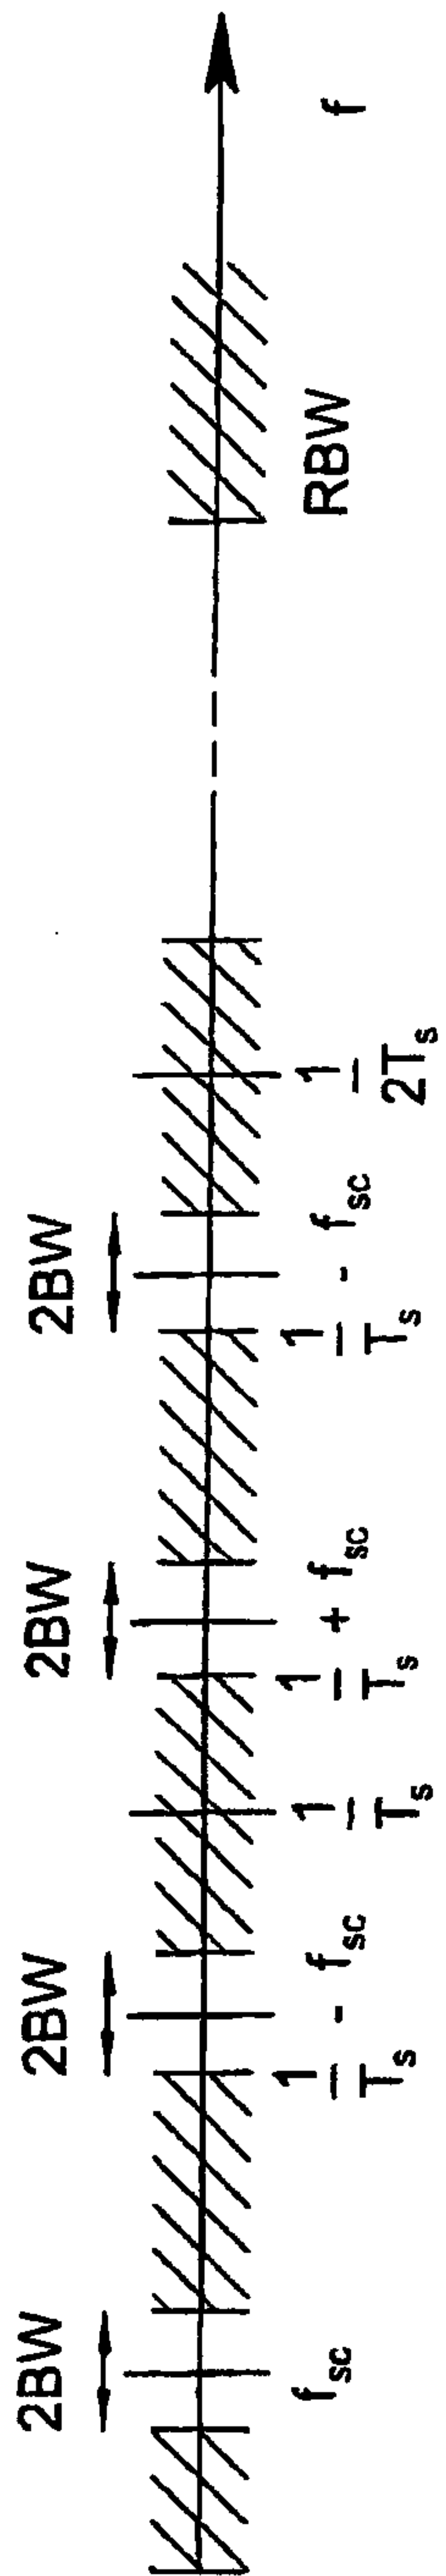 2BW 2BW 2BW 2BW
f_sc
1/T_s - f_sc
1/T_s
1/T_s + f_sc
1/T_s - f_sc
1/2T_s
RBW
f